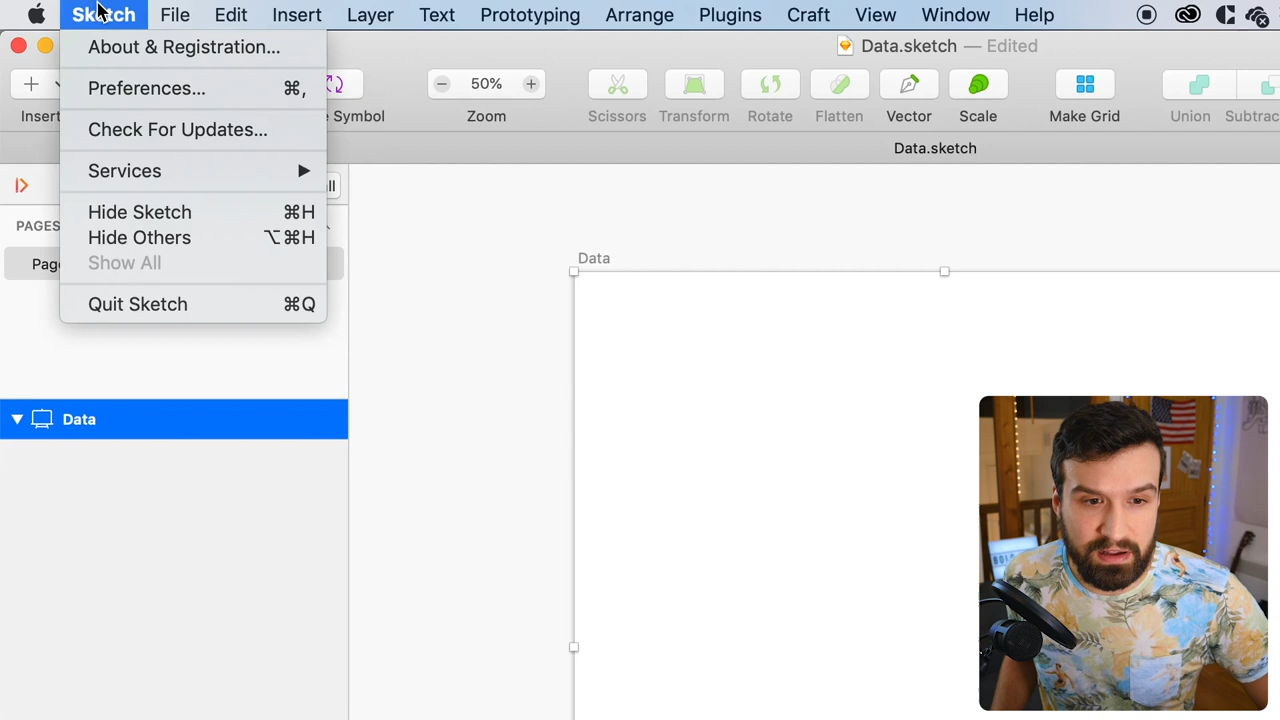 Sketch File Edit Insert Layer Text Prototyping Arrange Plugins Craft View Window Help
Data.sketch — Edited
About & Registration...
Preferences... ⌘,
Check For Updates...
Services ▶
Hide Sketch ⌘H
Hide Others ⌥⌘H
Show All
Quit Sketch ⌘Q
50%
Insert
Symbol
Zoom
Scissors
Transform
Rotate
Flatten
Vector
Scale
Make Grid
Union
Subtrac
Data.sketch
PAGES
Data
Data